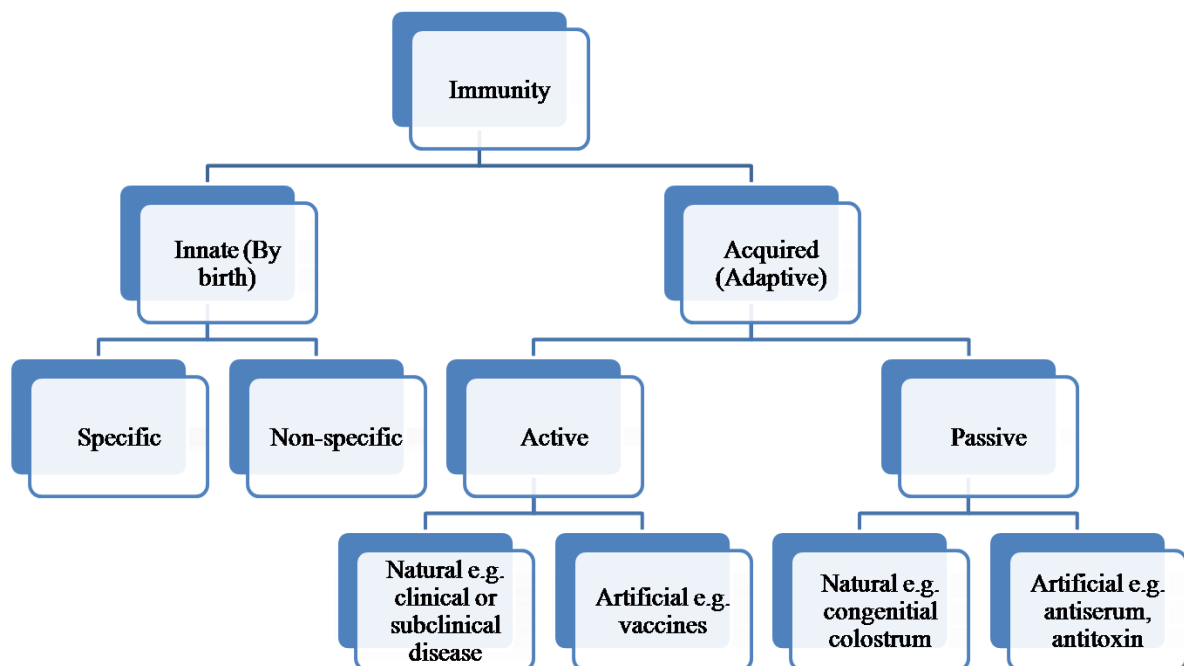 Immunity
Innate (By
birth)
Acquired
(Adaptive)
Specific
Non-specific
Active
Passive
Natural e.g.
clinical or
subclinical
disease
Artificial e.g.
vaccines
Natural e.g.
congenitial
colostrum
Artificial e.g.
antiserum,
antitoxin